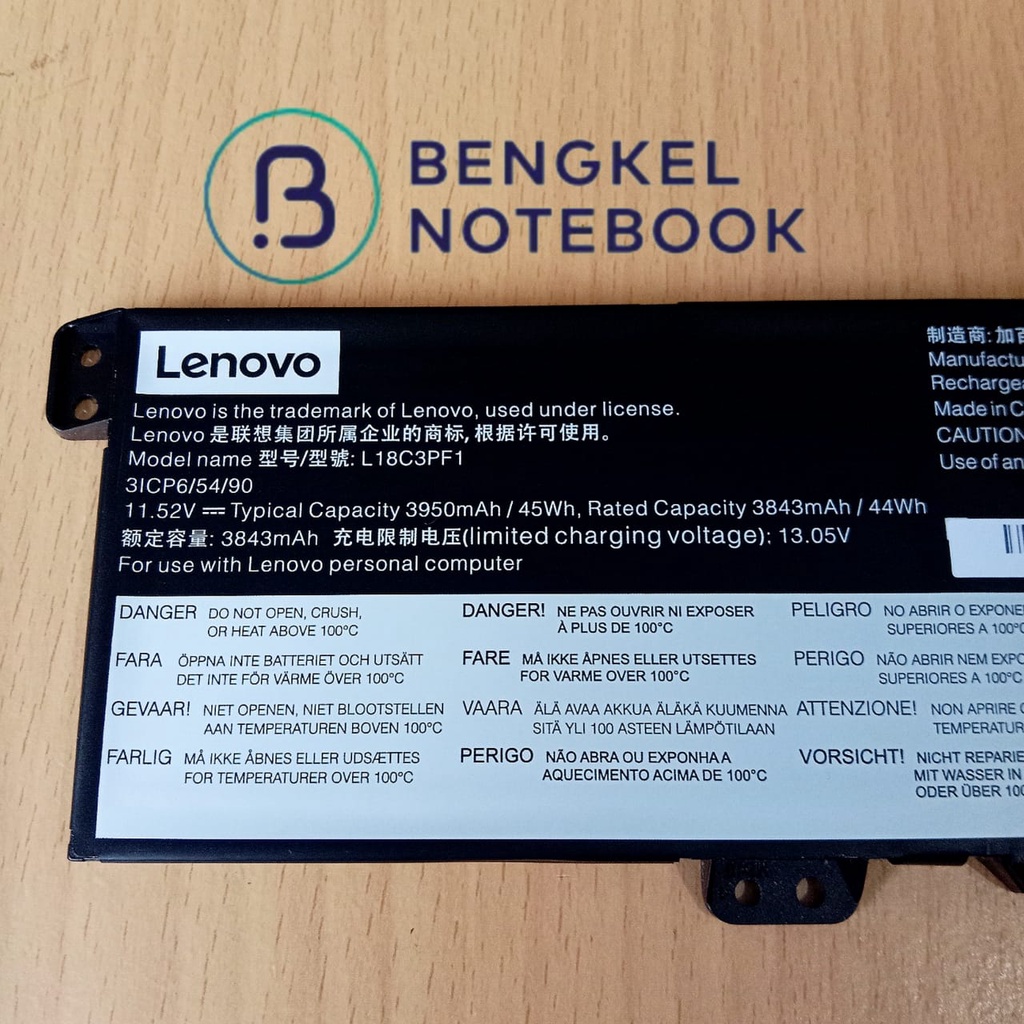 BENGKEL
NOTEBOOK
Lenovo
Lenovo is the trademark of Lenovo, used under license.
Lenovo 是联想集团所属企业的商标, 根据许可使用。
Model name 型号/型號: L18C3PF1
3ICP6/54/90
11.52V ⎓ Typical Capacity 3950mAh / 45Wh, Rated Capacity 3843mAh / 44Wh
额定容量: 3843mAh 充电限制电压(limited charging voltage): 13.05V
For use with Lenovo personal computer
制造商: 加百
Made in
CAUTION
Use of an
DANGER DO NOT OPEN, CRUSH,
OR HEAT ABOVE 100°C
DANGER! NE PAS OUVRIR NI EXPOSER
À PLUS DE 100°C
PELIGRO NO ABRIR O
SUPERIORES A 100°C
FARA ÖPPNA INTE BATTERIET OCH UTSÄTT
DET INTE FÖR VÄRME ÖVER 100°C
FARE MÅ IKKE ÅPNES ELLER UTSETTES
FOR VARME OVER 100°C
PERIGO NÃO ABRIR NEM
SUPERIORES A 100°C
GEVAAR! NIET OPENEN, NIET BLOOTSTELLEN
AAN TEMPERATUREN BOVEN 100°C
VAARA ÄLÄ AVAA AKKUA ÄLÄKÄ KUUMENNA
SITÄ YLI 100 ASTEEN LÄMPÖTILAAN
ATTENZIONE! NON APRIRE
FARLIG MÅ IKKE ÅBNES ELLER UDSÆTTES
FOR TEMPERATURER OVER 100°C
PERIGO NÃO ABRA OU EXPONHA A
AQUECIMENTO ACIMA DE 100°C
VORSICHT! NICHT
MIT WASSER IN
ODER ÜBER 100